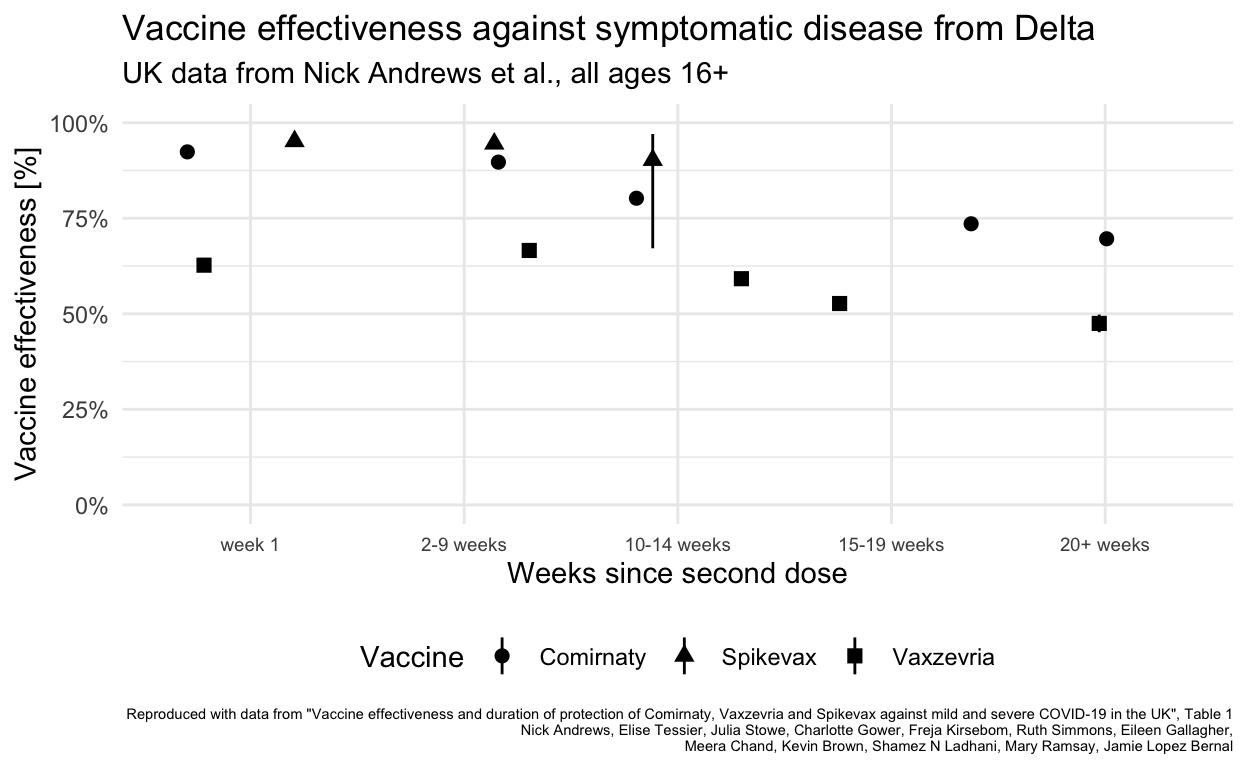 Vaccine effectiveness against symptomatic disease from Delta
UK data from Nick Andrews et al., all ages 16+
Vaccine effectiveness [%]
100%
75%
50%
25%
0%
week 1
2-9 weeks
10-14 weeks
15-19 weeks
20+ weeks
Weeks since second dose
Vaccine
Comirnaty
Spikevax
Vaxzevria
Reproduced with data from "Vaccine effectiveness and duration of protection of Comirnaty, Vaxzevria and Spikevax against mild and severe COVID-19 in the UK", Table 1
Nick Andrews, Elise Tessier, Julia Stowe, Charlotte Gower, Freja Kirsebom, Ruth Simmons, Eileen Gallagher,
Meera Chand, Kevin Brown, Shamez N Ladhani, Mary Ramsay, Jamie Lopez Bernal